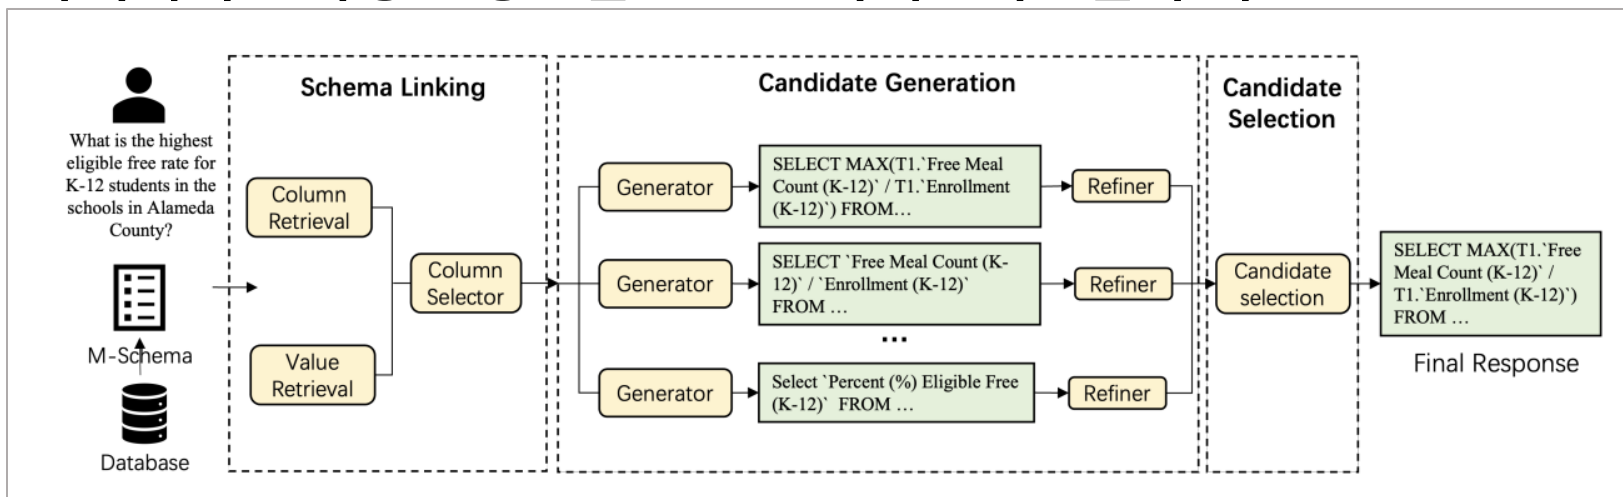 What is the highest
eligible free rate for
K-12 students in the
schools in Alameda
County?
M-Schema
Database
Schema Linking
Column
Retrieval
Value
Retrieval
Column
Selector
Candidate Generation
Generator
SELECT MAX(T1.`Free Meal
Count (K-12)` / T1.`Enrollment
(K-12)`) FROM…
Refiner
Generator
SELECT `Free Meal Count (K-
12)` / `Enrollment (K-12)`
FROM …
Refiner
...
Generator
Select `Percent (%) Eligible Free
(K-12)` FROM …
Refiner
Candidate
Selection
Candidate
selection
SELECT MAX(T1.`Free
Meal Count (K-12)` /
T1.`Enrollment (K-12)`)
FROM …
Final Response